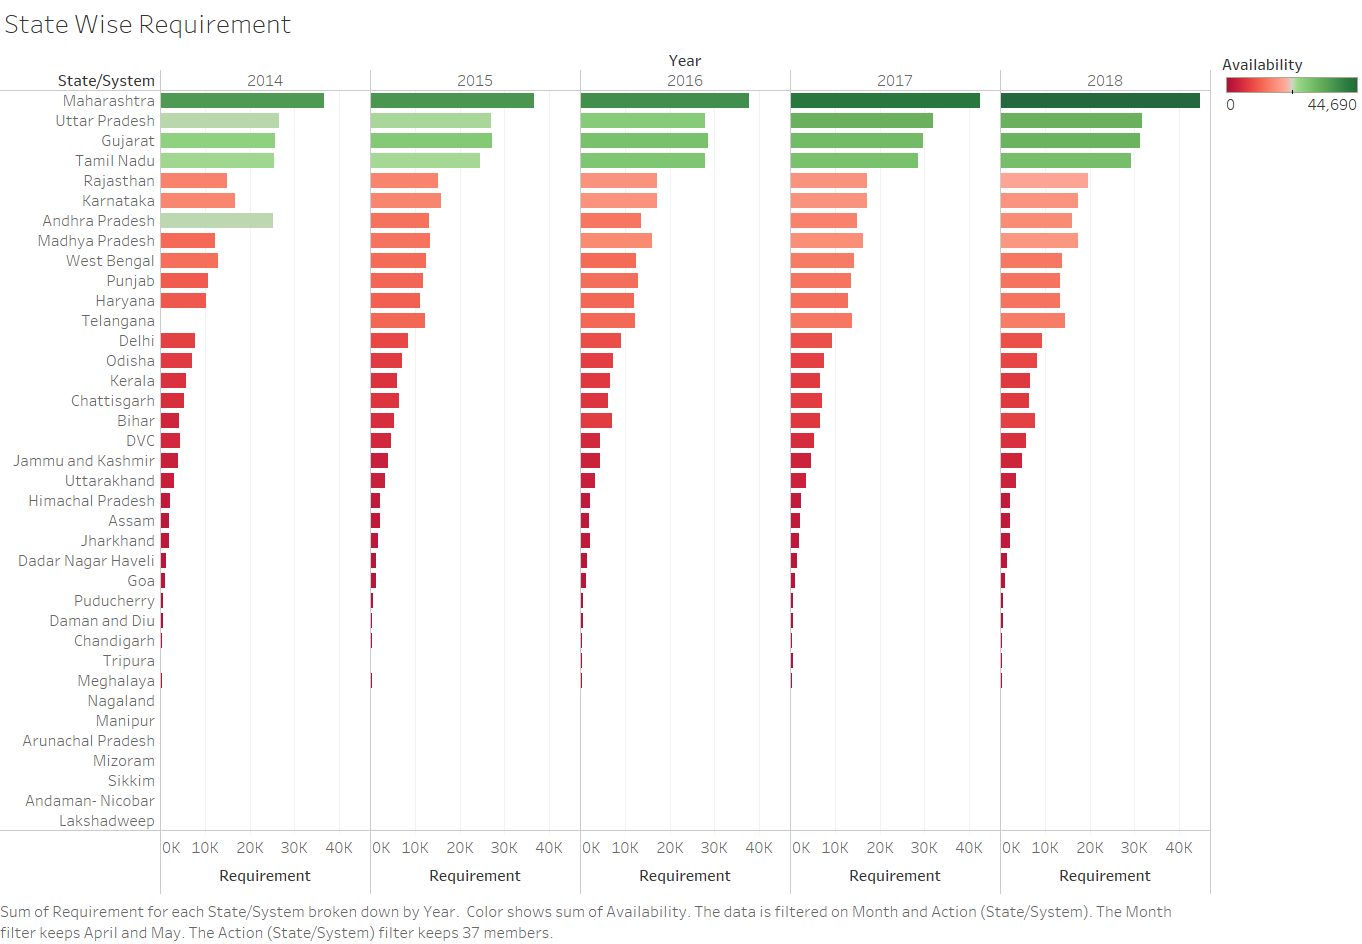 State Wise Requirement
Year
Availability
State/System 2014 2015 2016 2017 2018
0 44,690
Maharashtra
Uttar Pradesh
Gujarat
Tamil Nadu
Rajasthan
Karnataka
Andhra Pradesh
Madhya Pradesh
West Bengal
Punjab
Haryana
Telangana
Delhi
Odisha
Kerala
Chattisgarh
Bihar
DVC
Jammu and Kashmir
Uttarakhand
Himachal Pradesh
Assam
Jharkhand
Dadar Nagar Haveli
Goa
Puducherry
Daman and Diu
Chandigarh
Tripura
Meghalaya
Nagaland
Manipur
Arunachal Pradesh
Mizoram
Sikkim
Andaman- Nicobar
Lakshadweep
0K 10K 20K 30K 40K 0K 10K 20K 30K 40K 0K 10K 20K 30K 40K 0K 10K 20K 30K 40K 0K 10K 20K 30K 40K
Requirement Requirement Requirement Requirement Requirement
Sum of Requirement for each State/System broken down by Year.  Color shows sum of Availability. The data is filtered on Month and Action (State/System). The Month
filter keeps April and May. The Action (State/System) filter keeps 37 members.